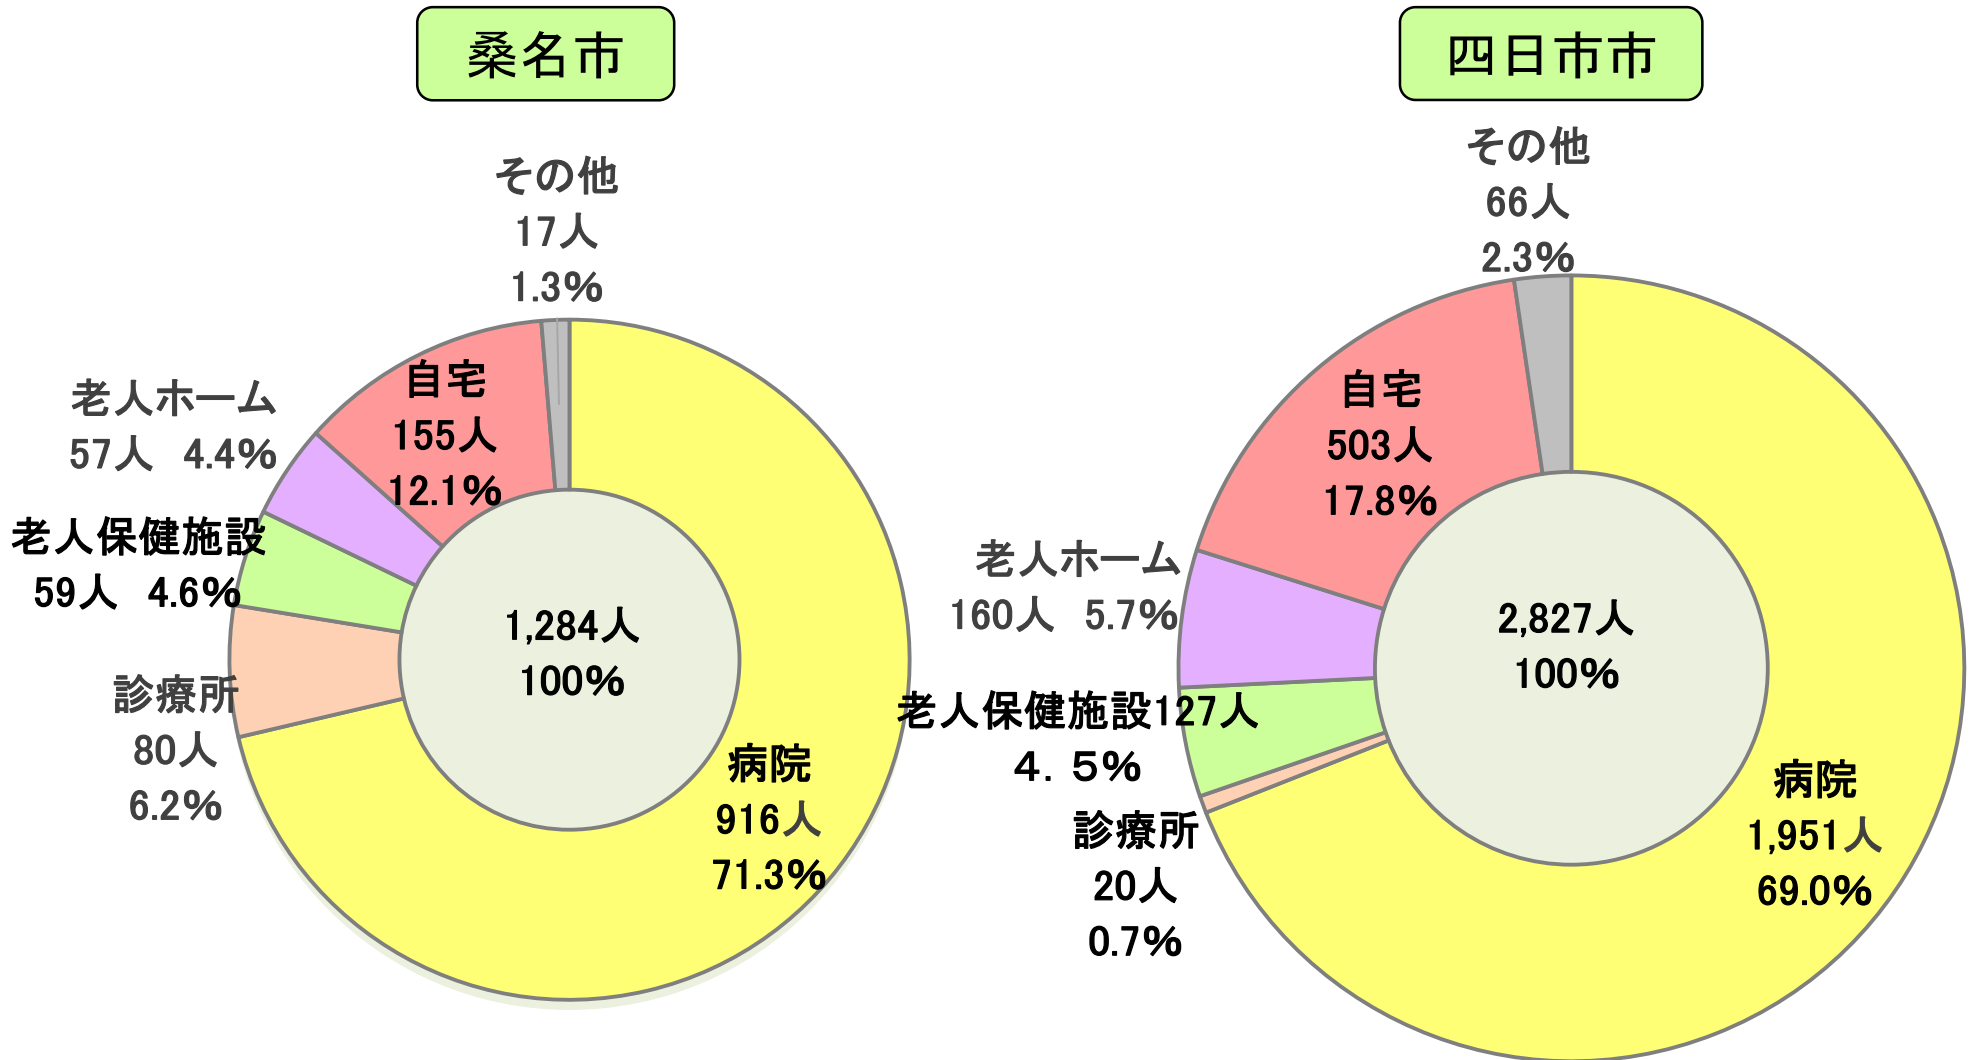 桑名市
その他
17人
1.3%
自宅
155人
12.1%
老人ホーム
57人 4.4%
老人保健施設
59人 4.6%
診療所
80人
6.2%
病院
916人
71.3%
1,284人
100%
四日市市
その他
66人
2.3%
自宅
503人
17.8%
老人ホーム
160人 5.7%
老人保健施設127人
４．５%
診療所
20人
0.7%
病院
1,951人
69.0%
2,827人
100%